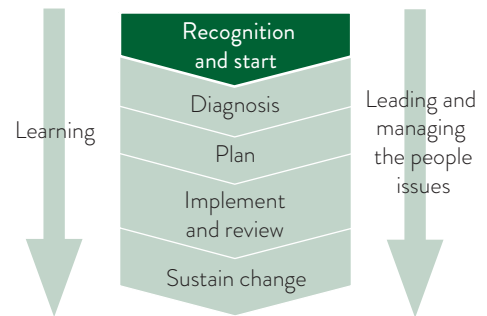 Recognition
and start
Diagnosis
Plan
Implement
and review
Sustain change
Learning
Leading and
managing
the people
issues